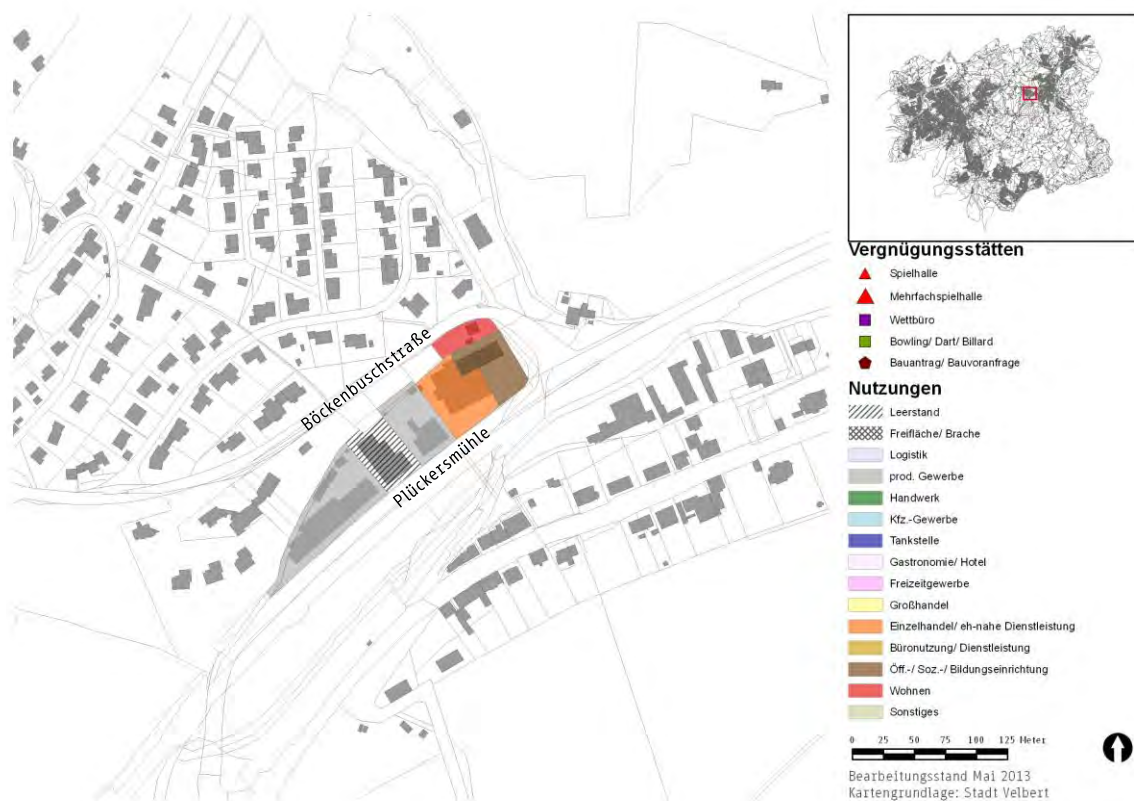 Böckenbuschstraße
Plückersmühle
Vergnügungsstätten
Spielhalle
Mehrfachspielhalle
Wettbüro
Bowling/ Dart/ Billard
Bauantrag/ Bauvoranfrage
Nutzungen
Leerstand
Freifläche/ Brache
Logistik
prod. Gewerbe
Handwerk
Kfz.-Gewerbe
Tankstelle
Gastronomie/ Hotel
Freizeitgewerbe
Großhandel
Einzelhandel/ eh-nahe Dienstleistung
Büronutzung/ Dienstleistung
Öff.-/ Soz.-/ Bildungseinrichtung
Wohnen
Sonstiges
0 25 50 75 100 125 Meter
Bearbeitungsstand Mai 2013
Kartengrundlage: Stadt Velbert